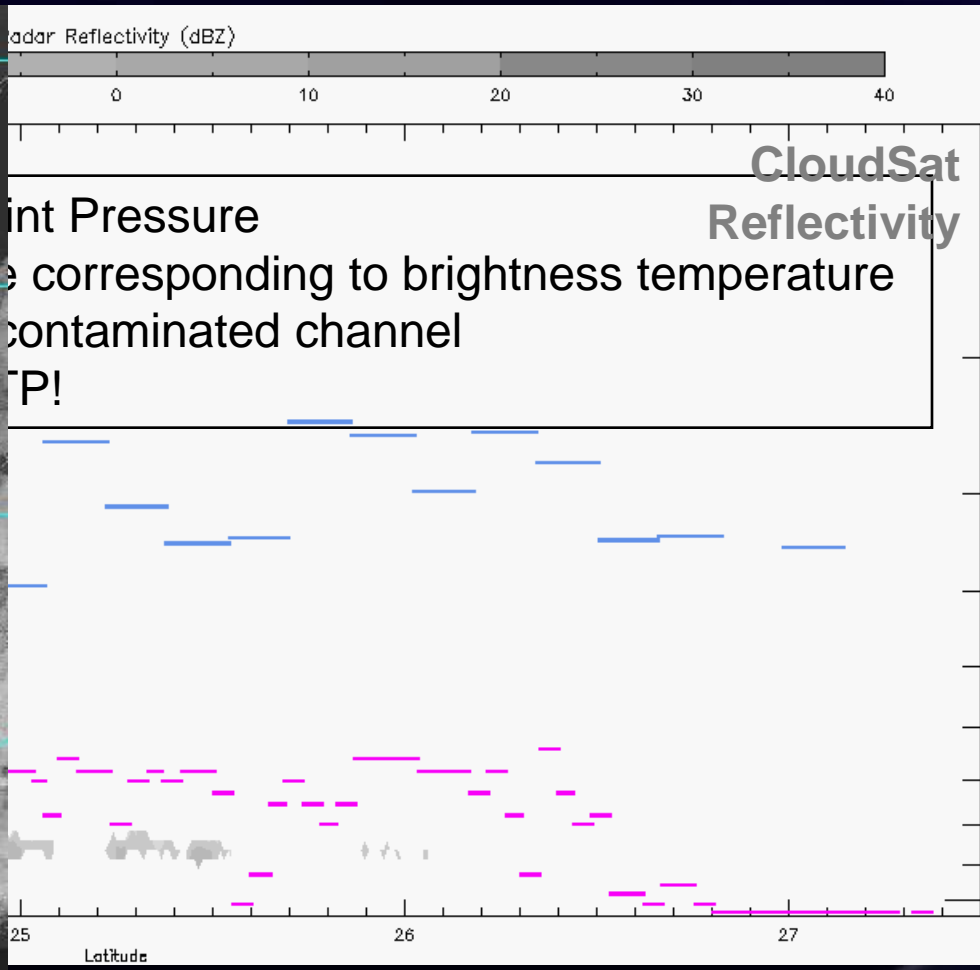 Radar Reflectivity (dBZ)
0 10 20 30 40
CloudSat
Reflectivity
int Pressure
corresponding to brightness temperature
contaminated channel
TP!
25 26 27
Latitude